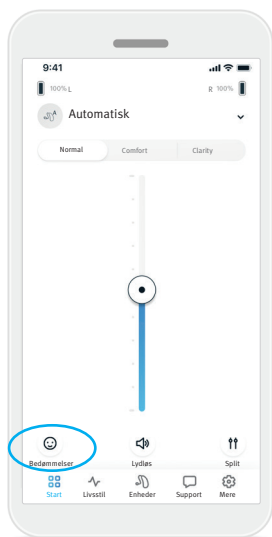 9:41
100% L R 100%
Automatisk
Normal Comfort Clarity
Bedømmelser Lydløs Split
Start Livsstil Enheder Support Mere